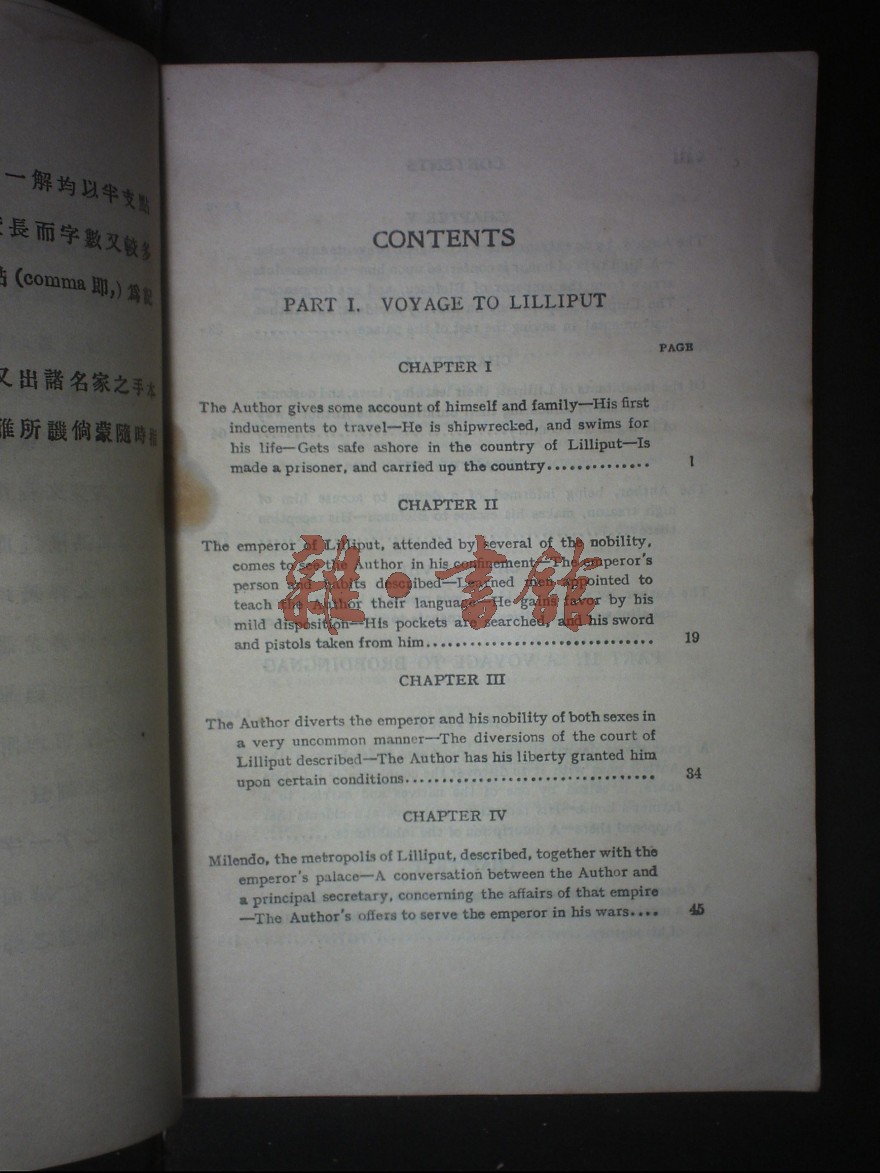 一解均以半支點
長而字數又較多
(comma 即,) 爲記
又出諸名家之手本
所譏倘蒙隨時
CONTENTS
PART I. VOYAGE TO LILLIPUT
PAGE
CHAPTER I
The Author gives some account of himself and family—His first
inducements to travel—He is shipwrecked, and swims for
his life—Gets safe ashore in the country of Lilliput—Is
made a prisoner, and carried up the country.............. 1
CHAPTER II
The emperor of Lilliput, attended by several of the nobility,
comes to see the Author in his confinement—The emperor's
person and habits described—Learned men appointed to
teach the Author their language—He gains favor by his
mild disposition—His pockets are searched, and his sword
and pistols taken from him............................... 19
CHAPTER III
The Author diverts the emperor and his nobility of both sexes in
a very uncommon manner—The diversions of the court of
Lilliput described—The Author has his liberty granted him
upon certain conditions.................................. 34
CHAPTER IV
Milendo, the metropolis of Lilliput, described, together with the
emperor's palace—A conversation between the Author and
a principal secretary, concerning the affairs of that empire
—The Author's offers to serve the emperor in his wars.... 45
雜·書館